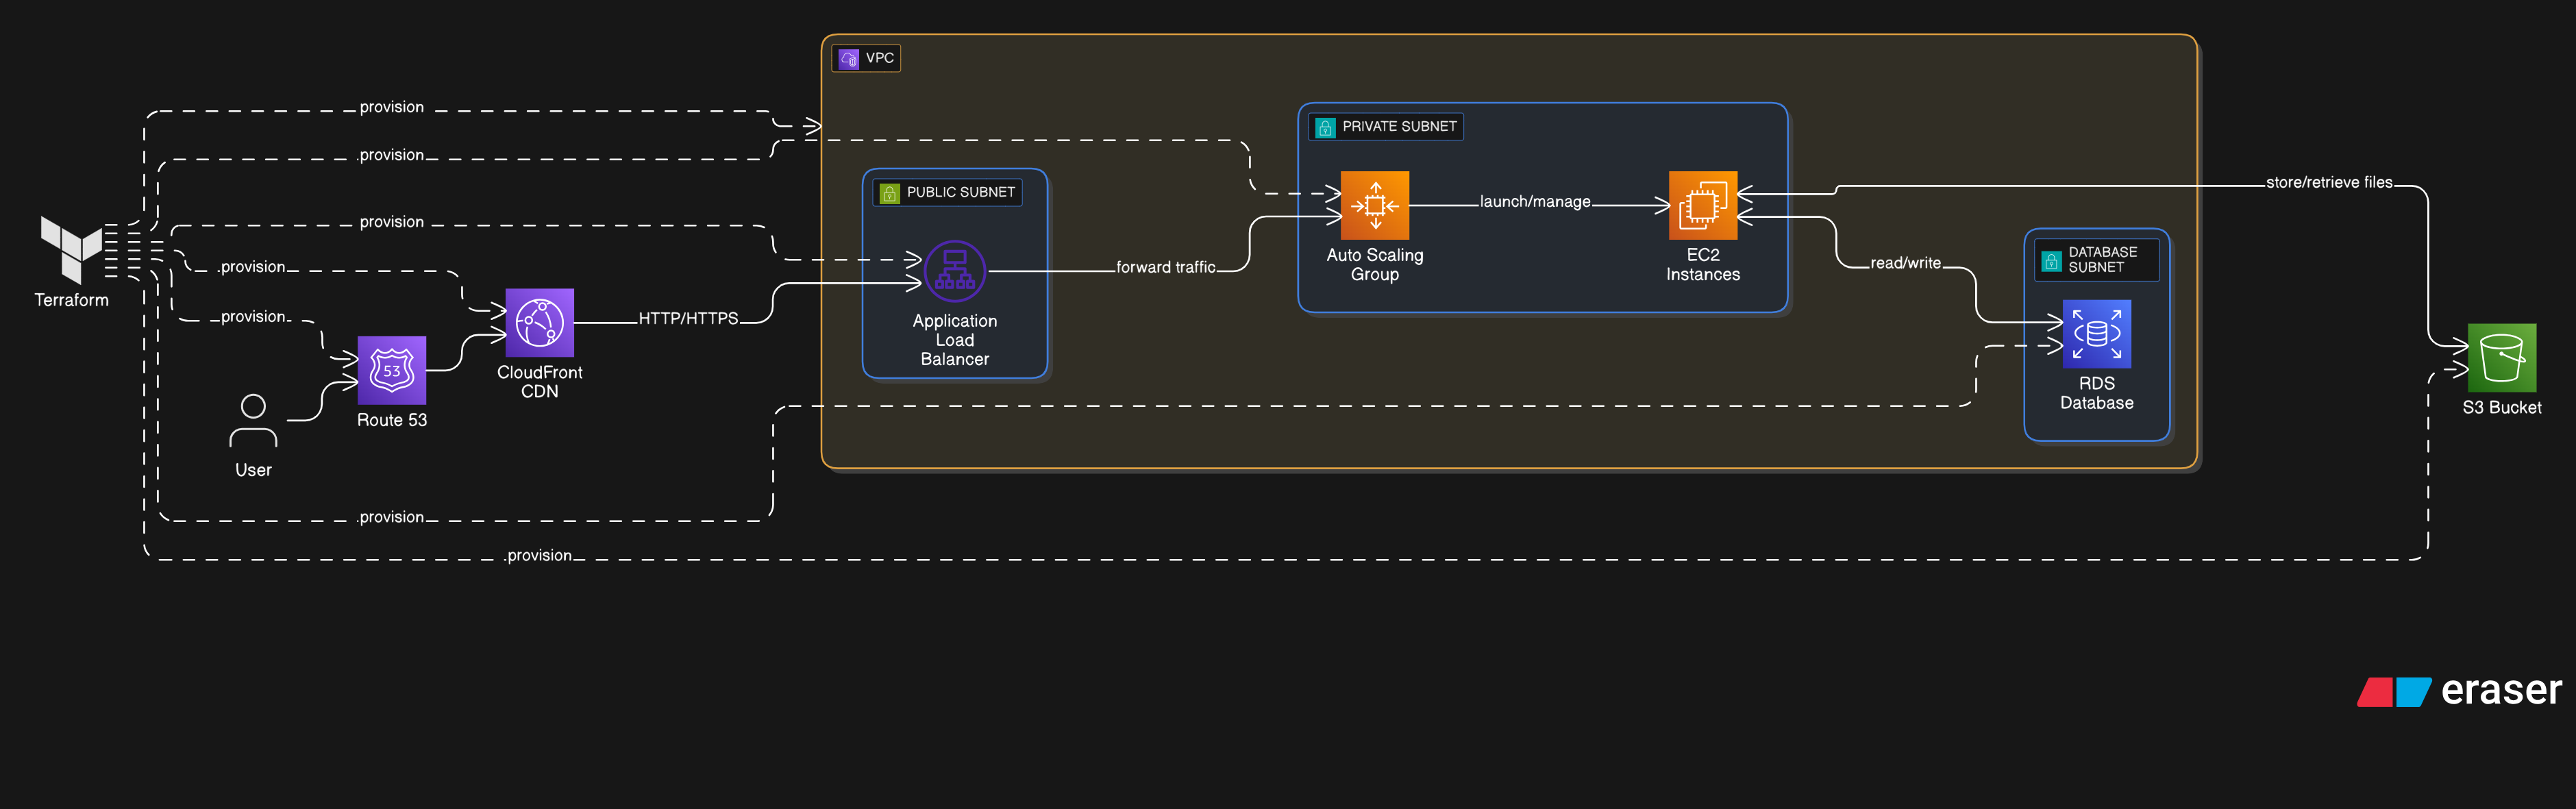 VPC
provision
provision
provision
provision
provision
provision
provision
Terraform
User
53
Route 53
CloudFront
CDN
HTTP/HTTPS
PUBLIC SUBNET
Application
Load
Balancer
forward traffic
PRIVATE SUBNET
Auto Scaling
Group
launch/manage
EC2
Instances
store/retrieve files
read/write
DATABASE
SUBNET
RDS
Database
S3 Bucket
eraser